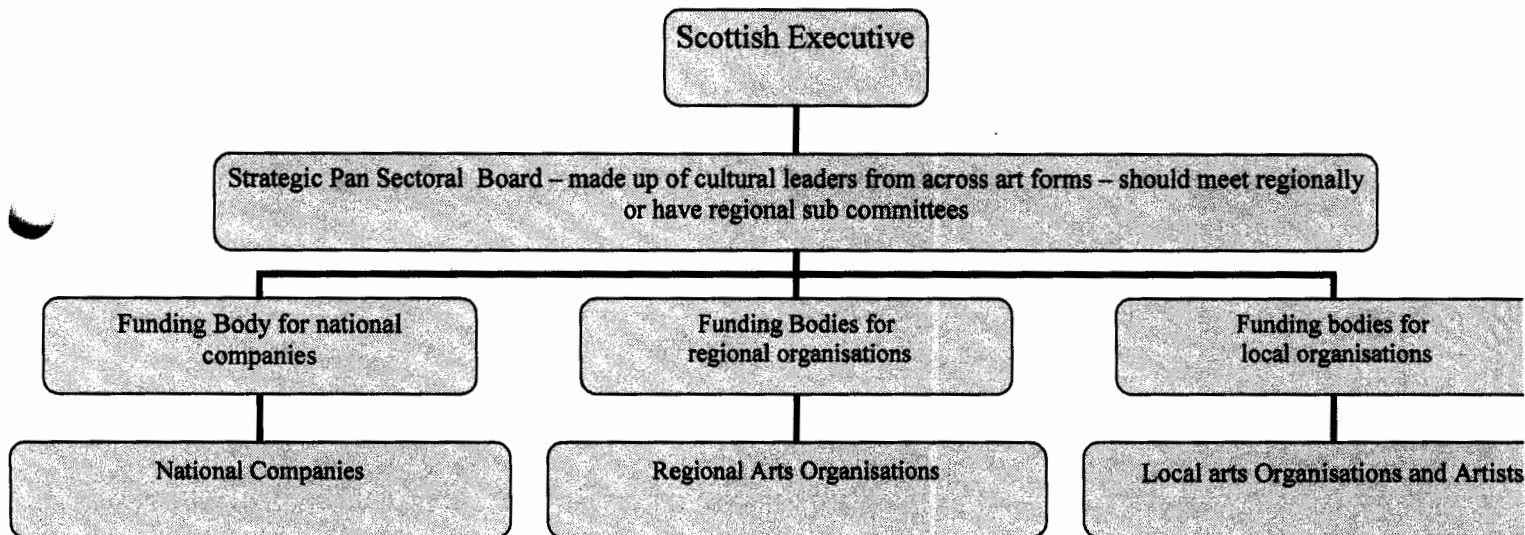 Scottish Executive
Strategic Pan Sectoral Board – made up of cultural leaders from across art forms – should meet regionally
or have regional sub committees
Funding Body for national
companies
Funding Bodies for
regional organisations
Funding bodies for
local organisations
National Companies
Regional Arts Organisations
Local arts Organisations and Artists